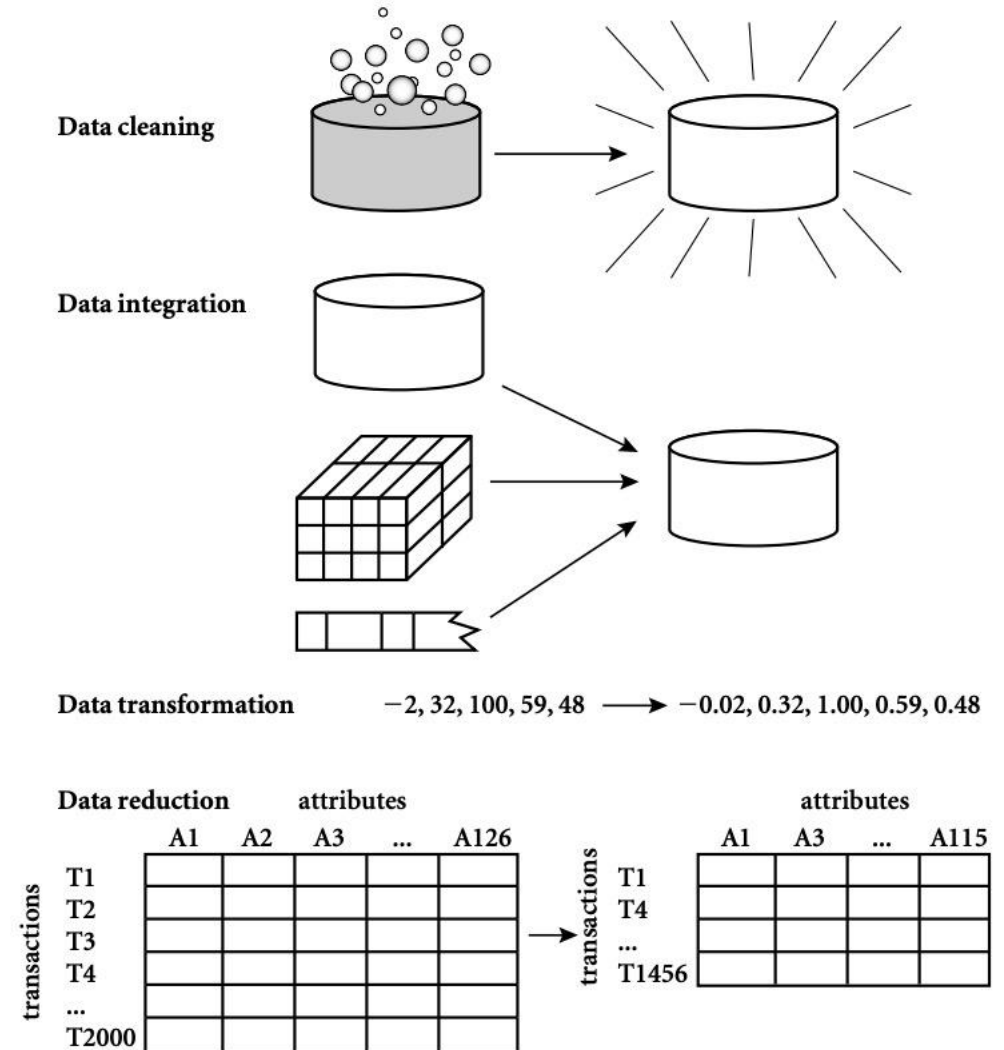 Data cleaning
Data integration
Data transformation −2, 32, 100, 59, 48 −0.02, 0.32, 1.00, 0.59, 0.48
Data reduction attributes attributes
A1 A2 A3 ... A126 A1 A3 ... A115
transactions
T1
T2
T3
T4
...
T2000
transactions
T1
T4
...
T1456